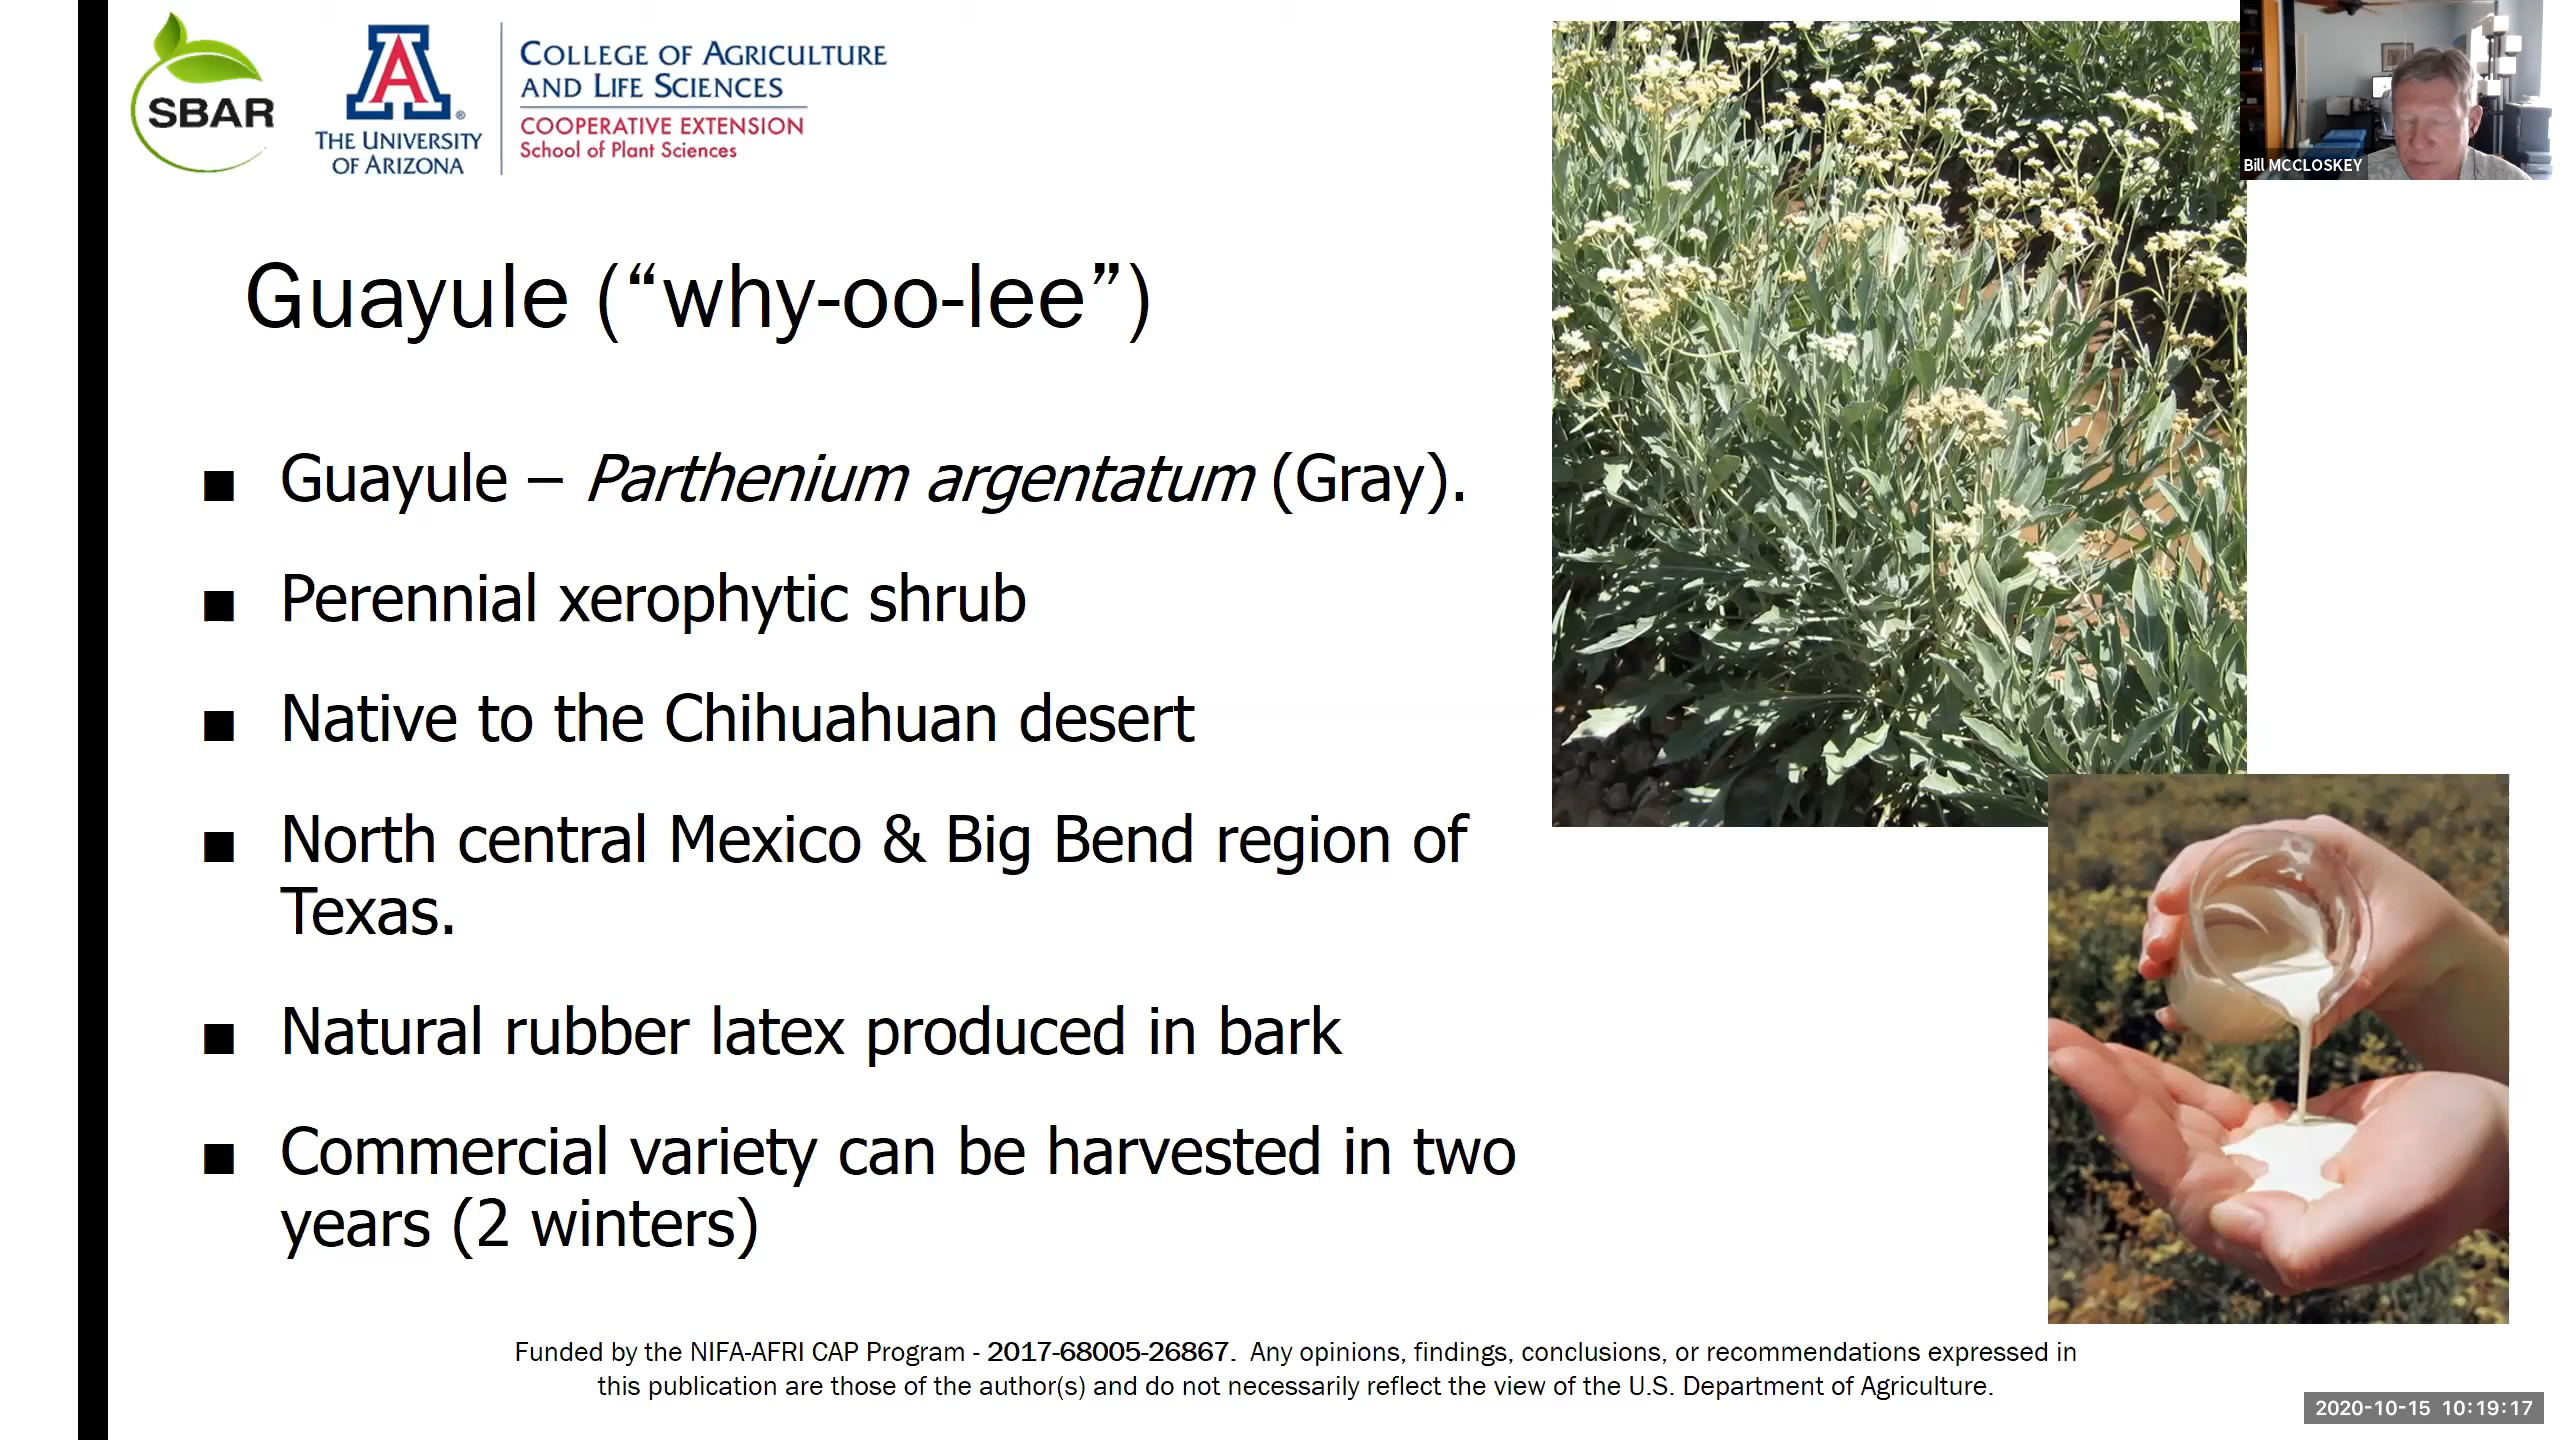 SBAR
THE UNIVERSITY
OF ARIZONA
COLLEGE OF AGRICULTURE
AND LIFE SCIENCES
COOPERATIVE EXTENSION
School of Plant Sciences
Bill MCCLOSKEY
Guayule (“why-oo-lee”)
■ Guayule – Parthenium argentatum (Gray).
■ Perennial xerophytic shrub
■ Native to the Chihuahuan desert
■ North central Mexico & Big Bend region of
Texas.
■ Natural rubber latex produced in bark
■ Commercial variety can be harvested in two
years (2 winters)
Funded by the NIFA-AFRI CAP Program - 2017-68005-26867. Any opinions, findings, conclusions, or recommendations expressed in
this publication are those of the author(s) and do not necessarily reflect the view of the U.S. Department of Agriculture.
2020-10-15 10:19:17